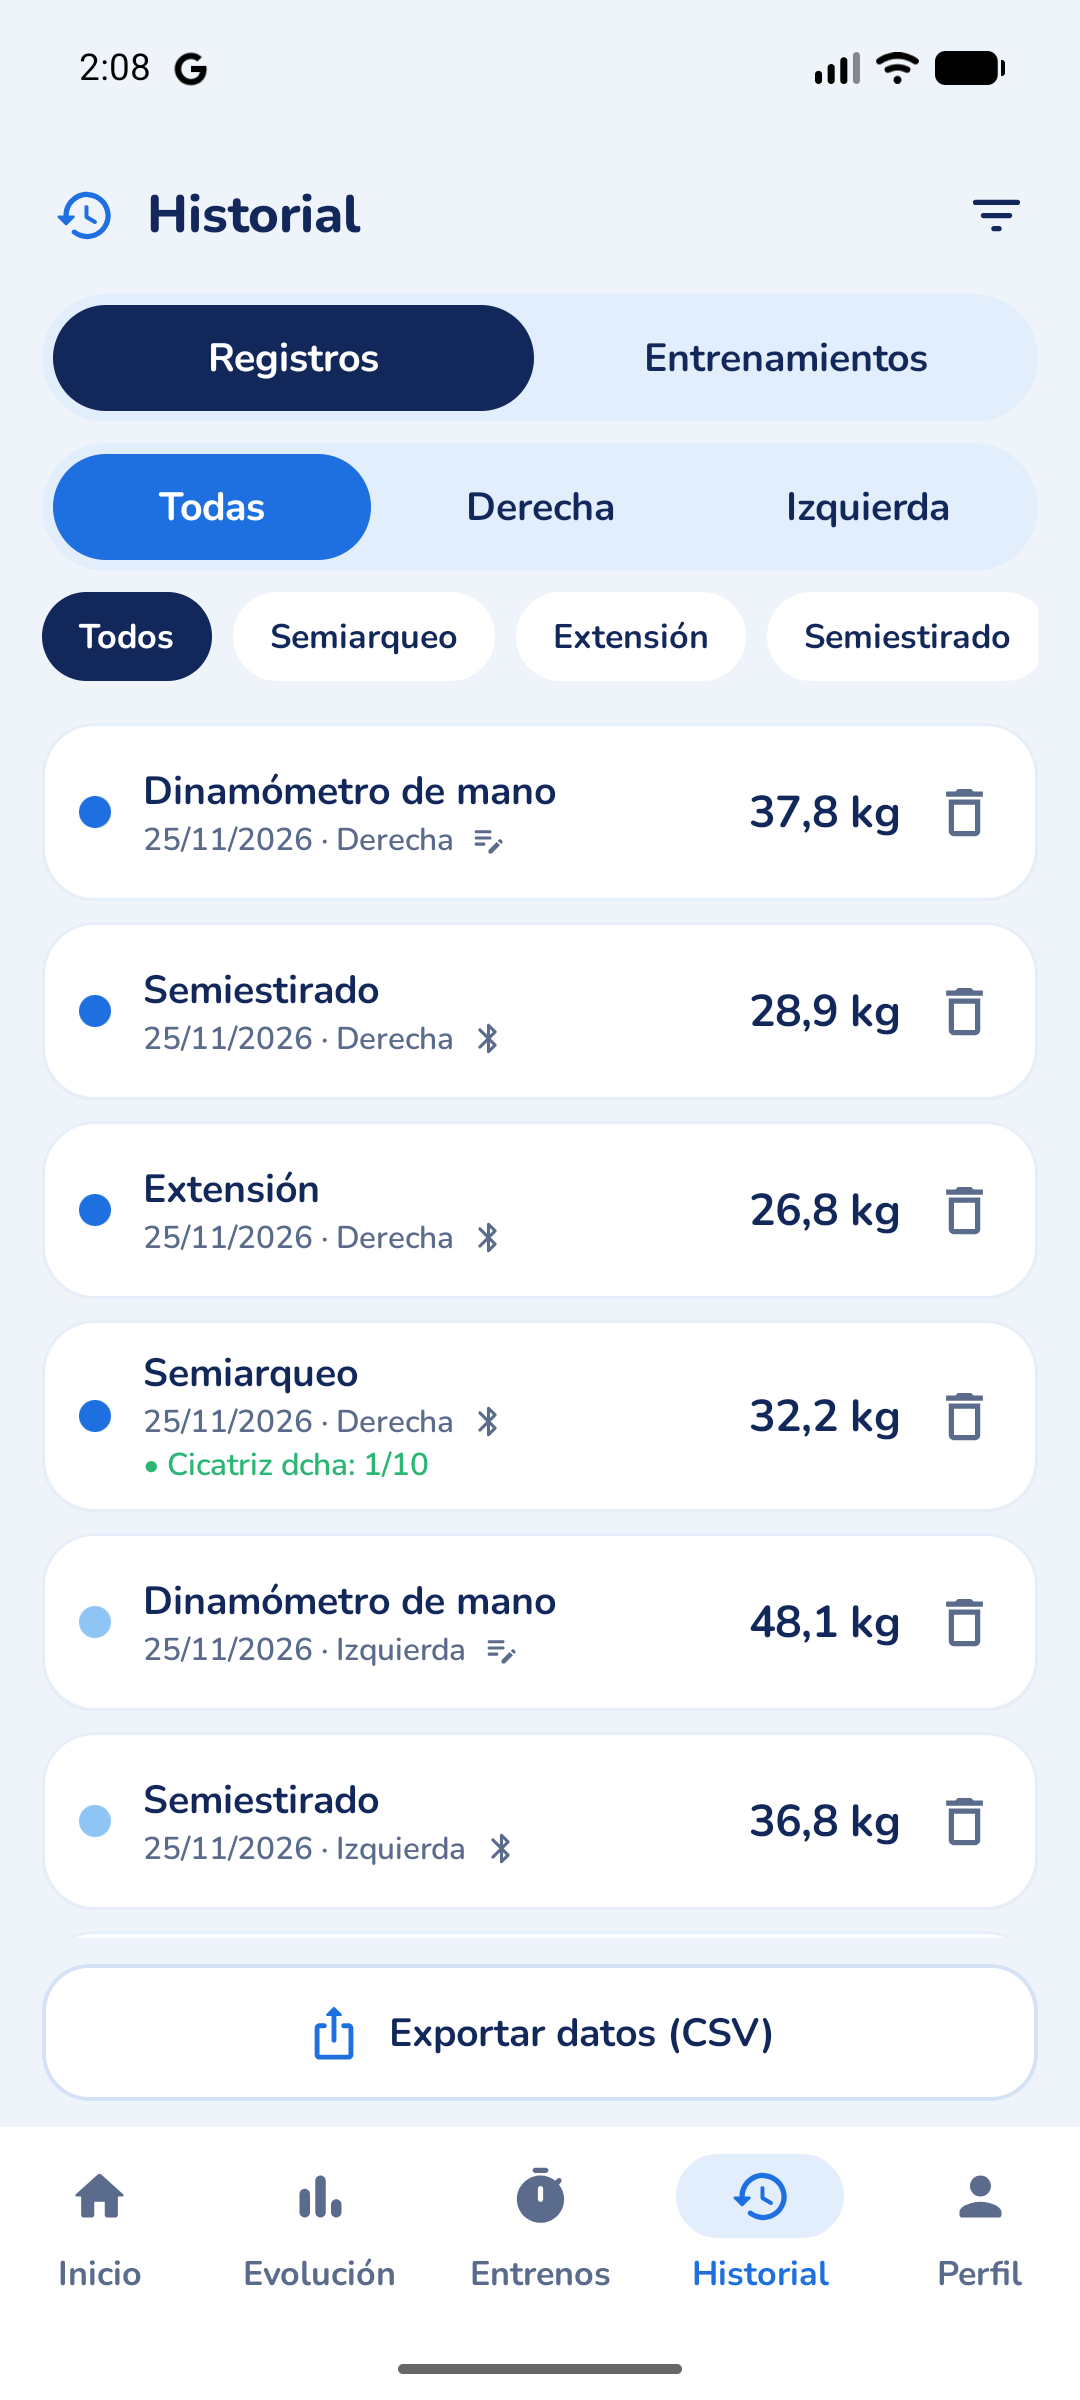 2:08
Historial
Registros
Entrenamientos
Todas
Derecha
Izquierda
Todos
Semiarqueo
Extensión
Semiestirado
Dinamómetro de mano
25/11/2026 · Derecha
37,8 kg
Semiestirado
25/11/2026 · Derecha
28,9 kg
Extensión
25/11/2026 · Derecha
26,8 kg
Semiarqueo
25/11/2026 · Derecha
• Cicatriz dcha: 1/10
32,2 kg
Dinamómetro de mano
25/11/2026 · Izquierda
48,1 kg
Semiestirado
25/11/2026 · Izquierda
36,8 kg
Exportar datos (CSV)
Inicio
Evolución
Entrenos
Historial
Perfil